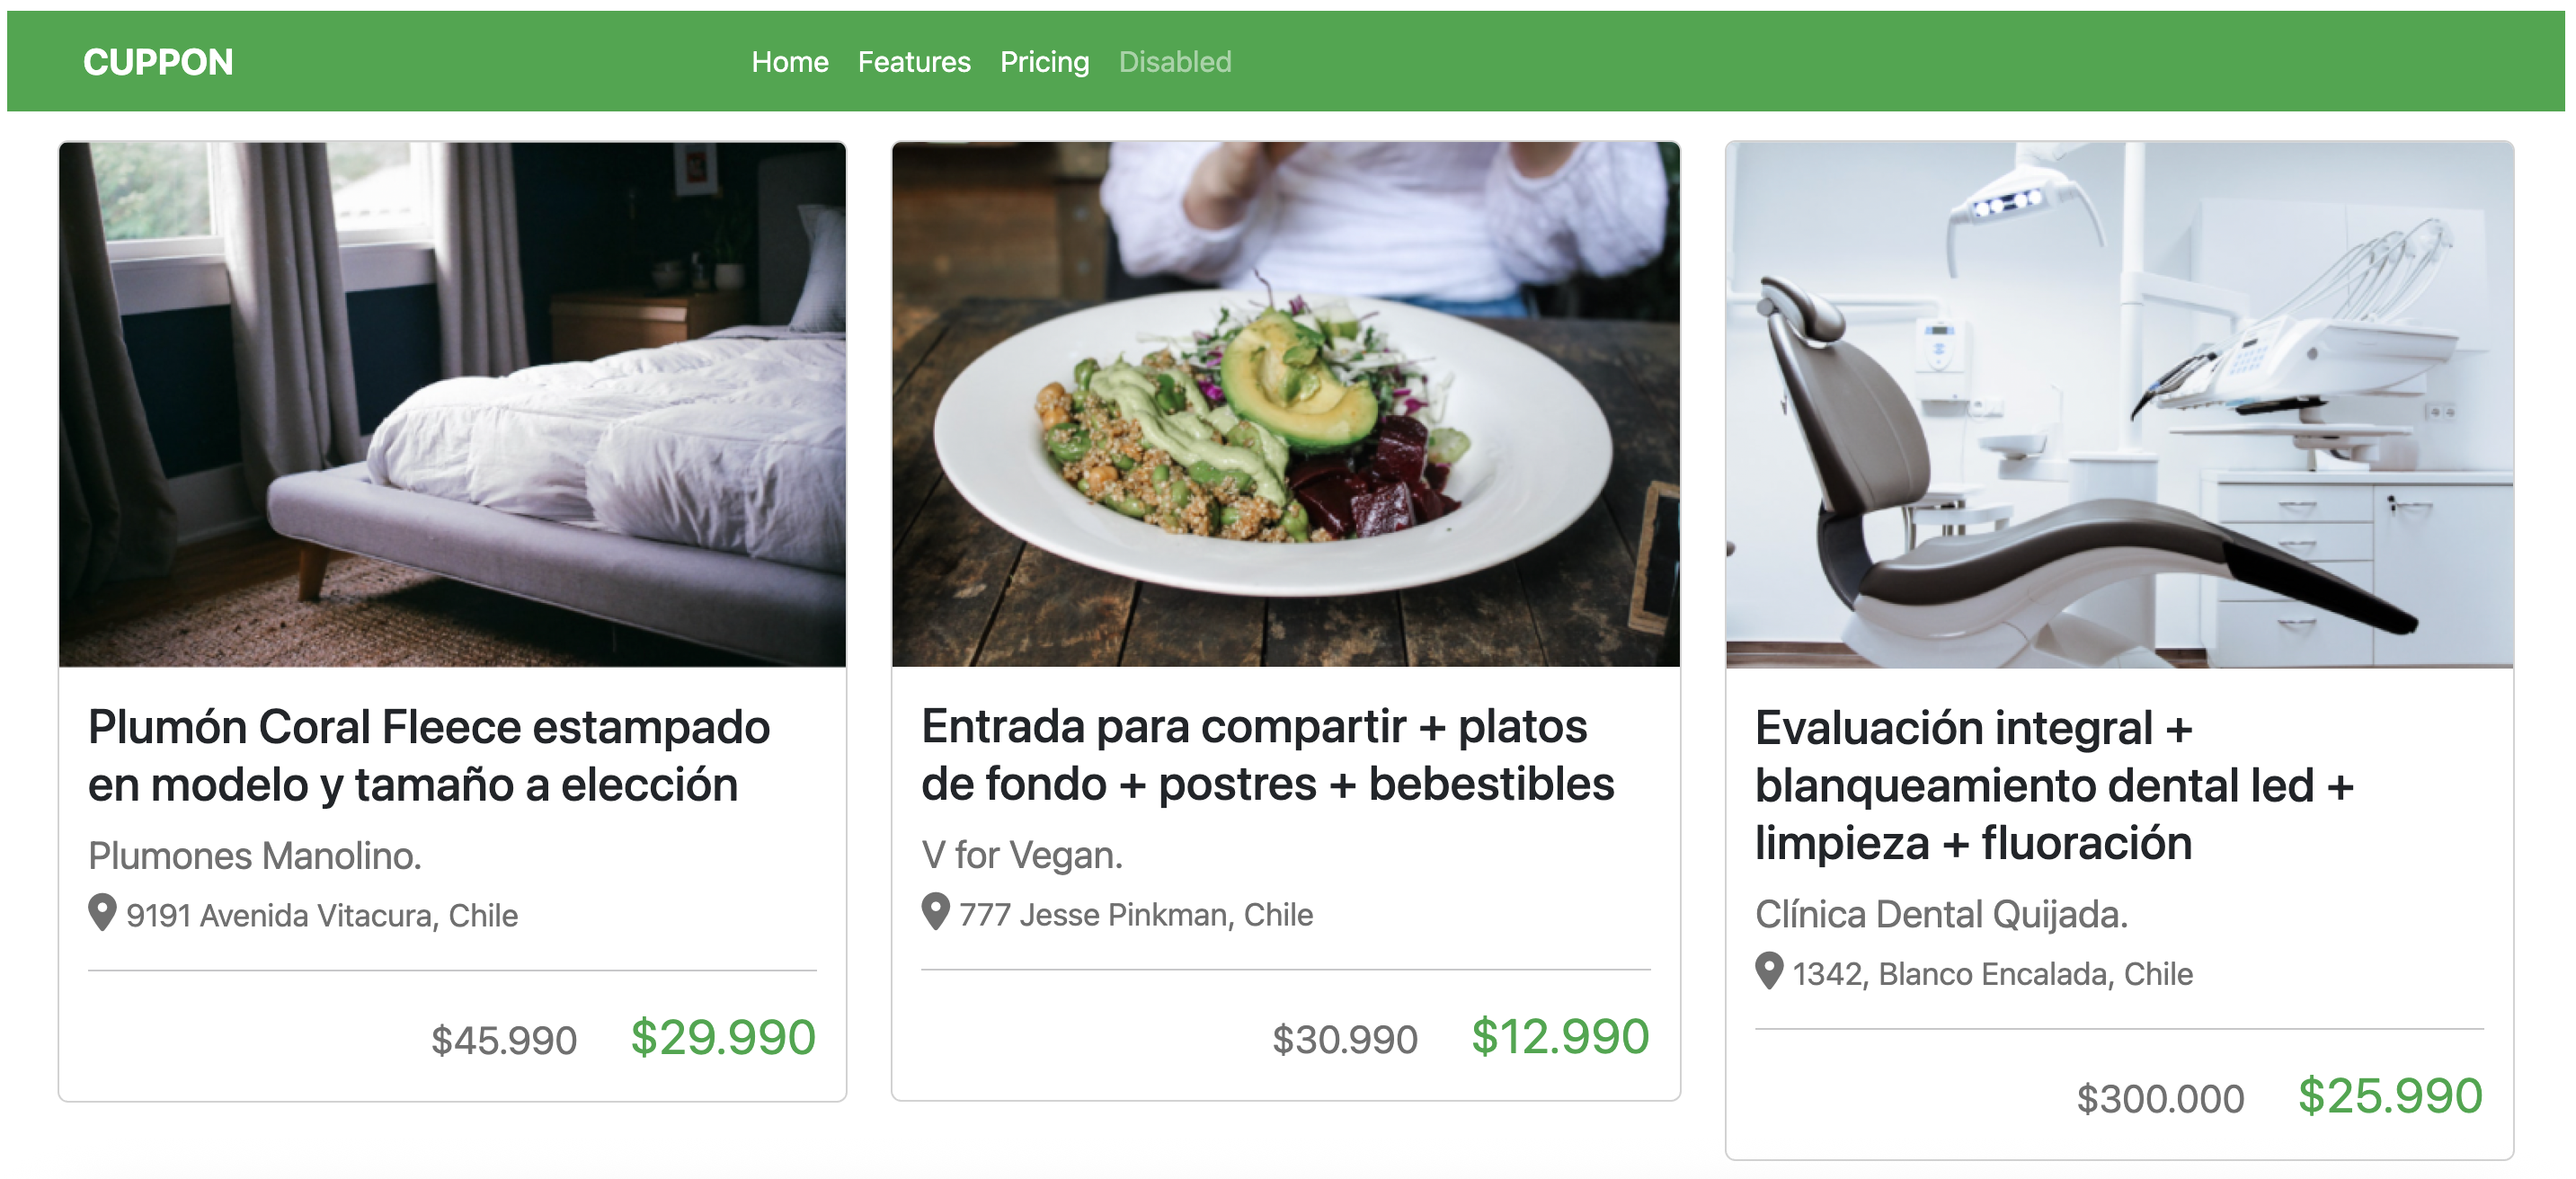 CUPPON
Home Features Pricing Disabled
Plumón Coral Fleece estampado
en modelo y tamaño a elección
Plumones Manolino.
9191 Avenida Vitacura, Chile
$45.990 $29.990
Entrada para compartir + platos
de fondo + postres + bebestibles
V for Vegan.
777 Jesse Pinkman, Chile
$30.990 $12.990
Evaluación integral +
blanqueamiento dental led +
limpieza + fluoración
Clínica Dental Quijada.
1342, Blanco Encalada, Chile
$300.000 $25.990